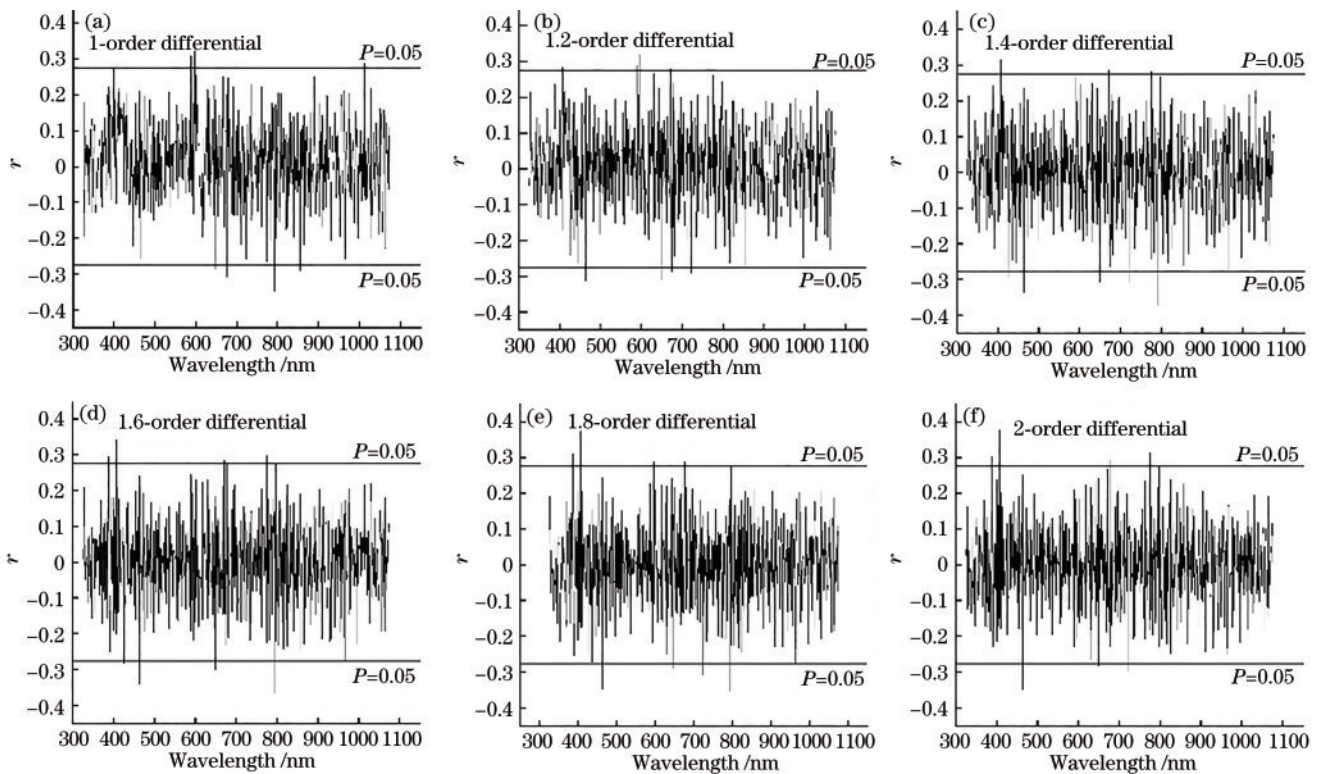 (a)
1-order differential
P=0.05
P=0.05
0.4
0.3
0.2
0.1
0
−0.1
−0.2
−0.3
−0.4
r
300 400 500 600 700 800 900 1000 1100
Wavelength /nm
(b)
1.2-order differential
P=0.05
P=0.05
0.4
0.3
0.2
0.1
0
−0.1
−0.2
−0.3
−0.4
r
300 400 500 600 700 800 900 1000 1100
Wavelength /nm
(c)
1.4-order differential
P=0.05
P=0.05
0.4
0.3
0.2
0.1
0
−0.1
−0.2
−0.3
−0.4
r
300 400 500 600 700 800 900 1000 1100
Wavelength /nm
(d)
1.6-order differential
P=0.05
P=0.05
0.4
0.3
0.2
0.1
0
−0.1
−0.2
−0.3
−0.4
r
300 400 500 600 700 800 900 1000 1100
Wavelength /nm
(e)
1.8-order differential
P=0.05
P=0.05
0.4
0.3
0.2
0.1
0
−0.1
−0.2
−0.3
−0.4
r
300 400 500 600 700 800 900 1000 1100
Wavelength /nm
(f)
2-order differential
P=0.05
P=0.05
0.4
0.3
0.2
0.1
0
−0.1
−0.2
−0.3
−0.4
r
300 400 500 600 700 800 900 1000 1100
Wavelength /nm